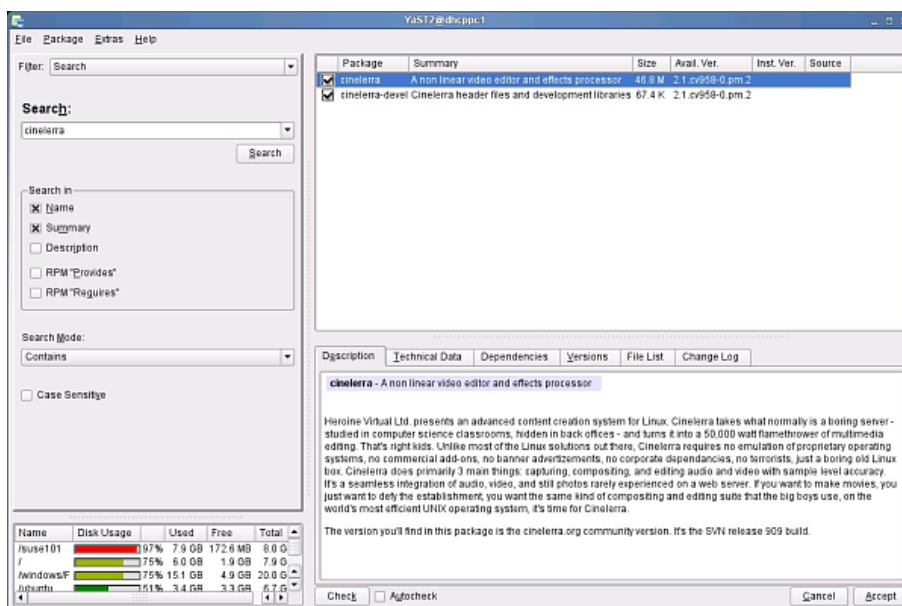 YaST2@dhcppc1
File Package Extras Help
Filter: Search
Search:
cinelerra
Search
Search in
Name
Summary
Description
RPM "Provides"
RPM "Requires"
Search Mode:
Contains
Case Sensitive
Name Disk Usage Used Free Total
/suse101 97% 7.9 GB 172.6 MB 8.0 G
/ 75% 6.0 GB 1.9 GB 7.9 G
/windows/F 75% 15.1 GB 4.9 GB 20.0 G
/ubuntu 51% 3.4 GB 3.3 GB 6.7 G
Package Summary Size Avail. Ver. Inst. Ver. Source
cinelerra A non linear video editor and effects processor 46.8 M 2.1.cv958-0.pm.2
cinelerra-devel Cinelerra header files and development libraries 67.4 K 2.1.cv958-0.pm.2
Description Technical Data Dependencies Versions File List Change Log
cinelerra - A non linear video editor and effects processor
Heroine Virtual Ltd. presents an advanced content creation system for Linux. Cinelerra takes what normally is a boring server -
studied in computer science classrooms, hidden in back offices - and turns it into a 50,000 watt flamethrower of multimedia
editing. That's right kids. Unlike most of the Linux solutions out there, Cinelerra requires no emulation of proprietary operating
systems, no commercial add-ons, no banner advertizements, no corporate dependancies, no terrorists, just a boring old Linux
box. Cinelerra does primarily 3 main things: capturing, compositing, and editing audio and video with sample level accuracy.
It's a seamless integration of audio, video, and still photos rarely experienced on a web server. If you want to make movies, you
just want to defy the establishment, you want the same kind of compositing and editing suite that the big boys use, on the
world's most efficient UNIX operating system, it's time for Cinelerra.
The version you'll find in this package is the cinelerra.org community version. It's the SVN release 909 build.
Check Autocheck Cancel Accept